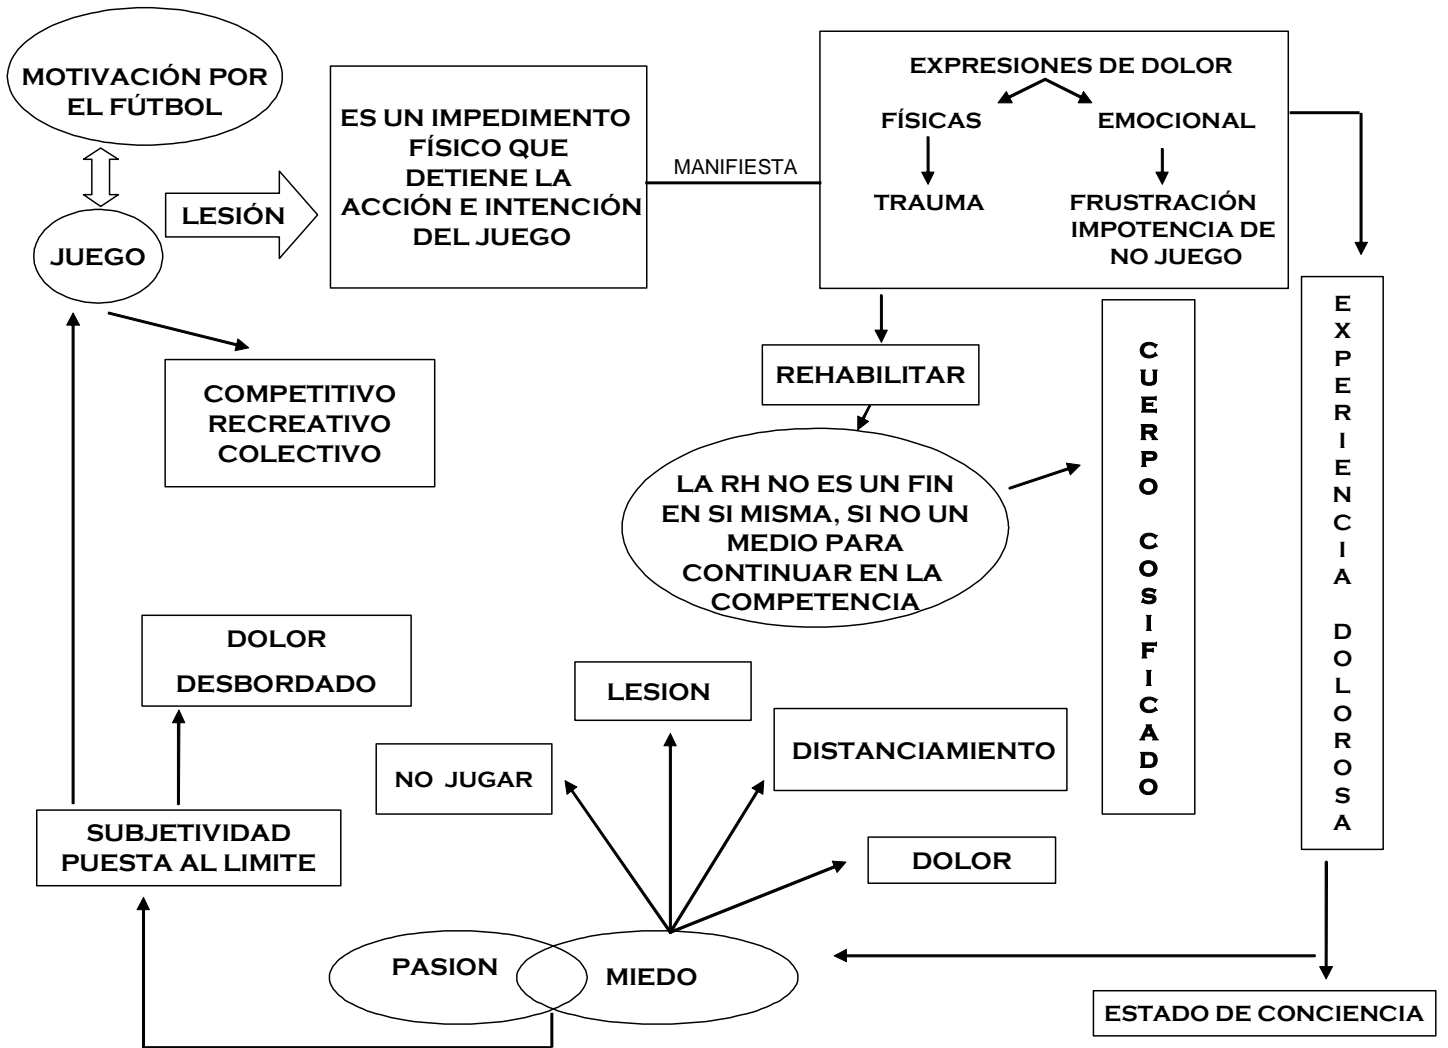 MOTIVACIÓN POR
EL FÚTBOL
JUEGO
LESIÓN
ES UN IMPEDIMENTO
FÍSICO QUE
DETIENE LA
ACCIÓN E INTENCIÓN
DEL JUEGO
MANIFIESTA
EXPRESIONES DE DOLOR
FÍSICAS
EMOCIONAL
TRAUMA
FRUSTRACIÓN
IMPOTENCIA DE
NO JUEGO
COMPETITIVO
RECREATIVO
COLECTIVO
REHABILITAR
LA RH NO ES UN FIN
EN SI MISMA, SI NO UN
MEDIO PARA
CONTINUAR EN LA
COMPETENCIA
CUERPO COSIFICADO
EXPERIENCIA DOLOROSA
DOLOR
DESBORDADO
LESION
DISTANCIAMIENTO
NO JUGAR
SUBJETIVIDAD
PUESTA AL LIMITE
DOLOR
PASION
MIEDO
ESTADO DE CONCIENCIA